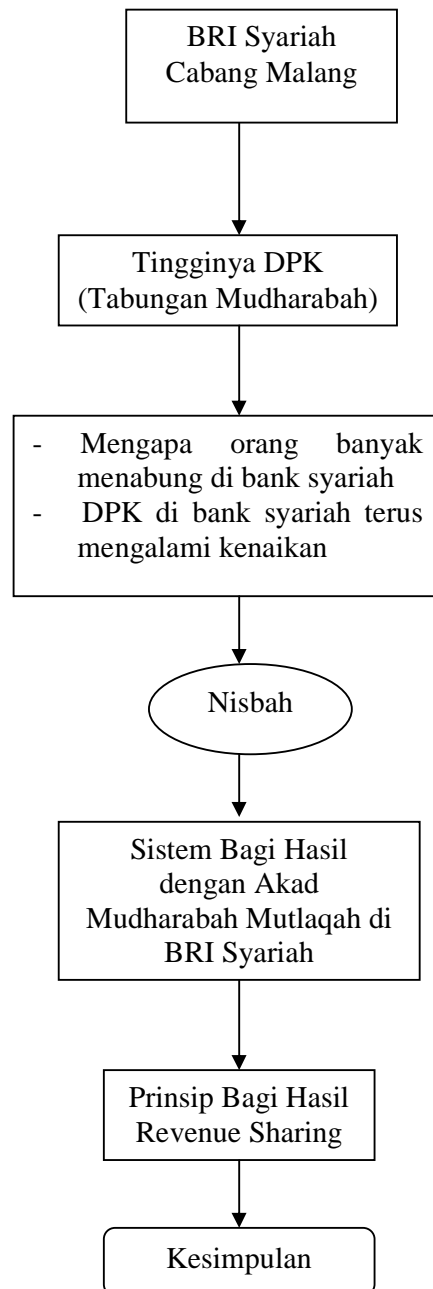 BRI Syariah
Cabang Malang
Tingginya DPK
(Tabungan Mudharabah)
- Mengapa orang banyak
menabung di bank syariah
- DPK di bank syariah terus
mengalami kenaikan
Nisbah
Sistem Bagi Hasil
dengan Akad
Mudharabah Mutlaqah di
BRI Syariah
Prinsip Bagi Hasil
Revenue Sharing
Kesimpulan